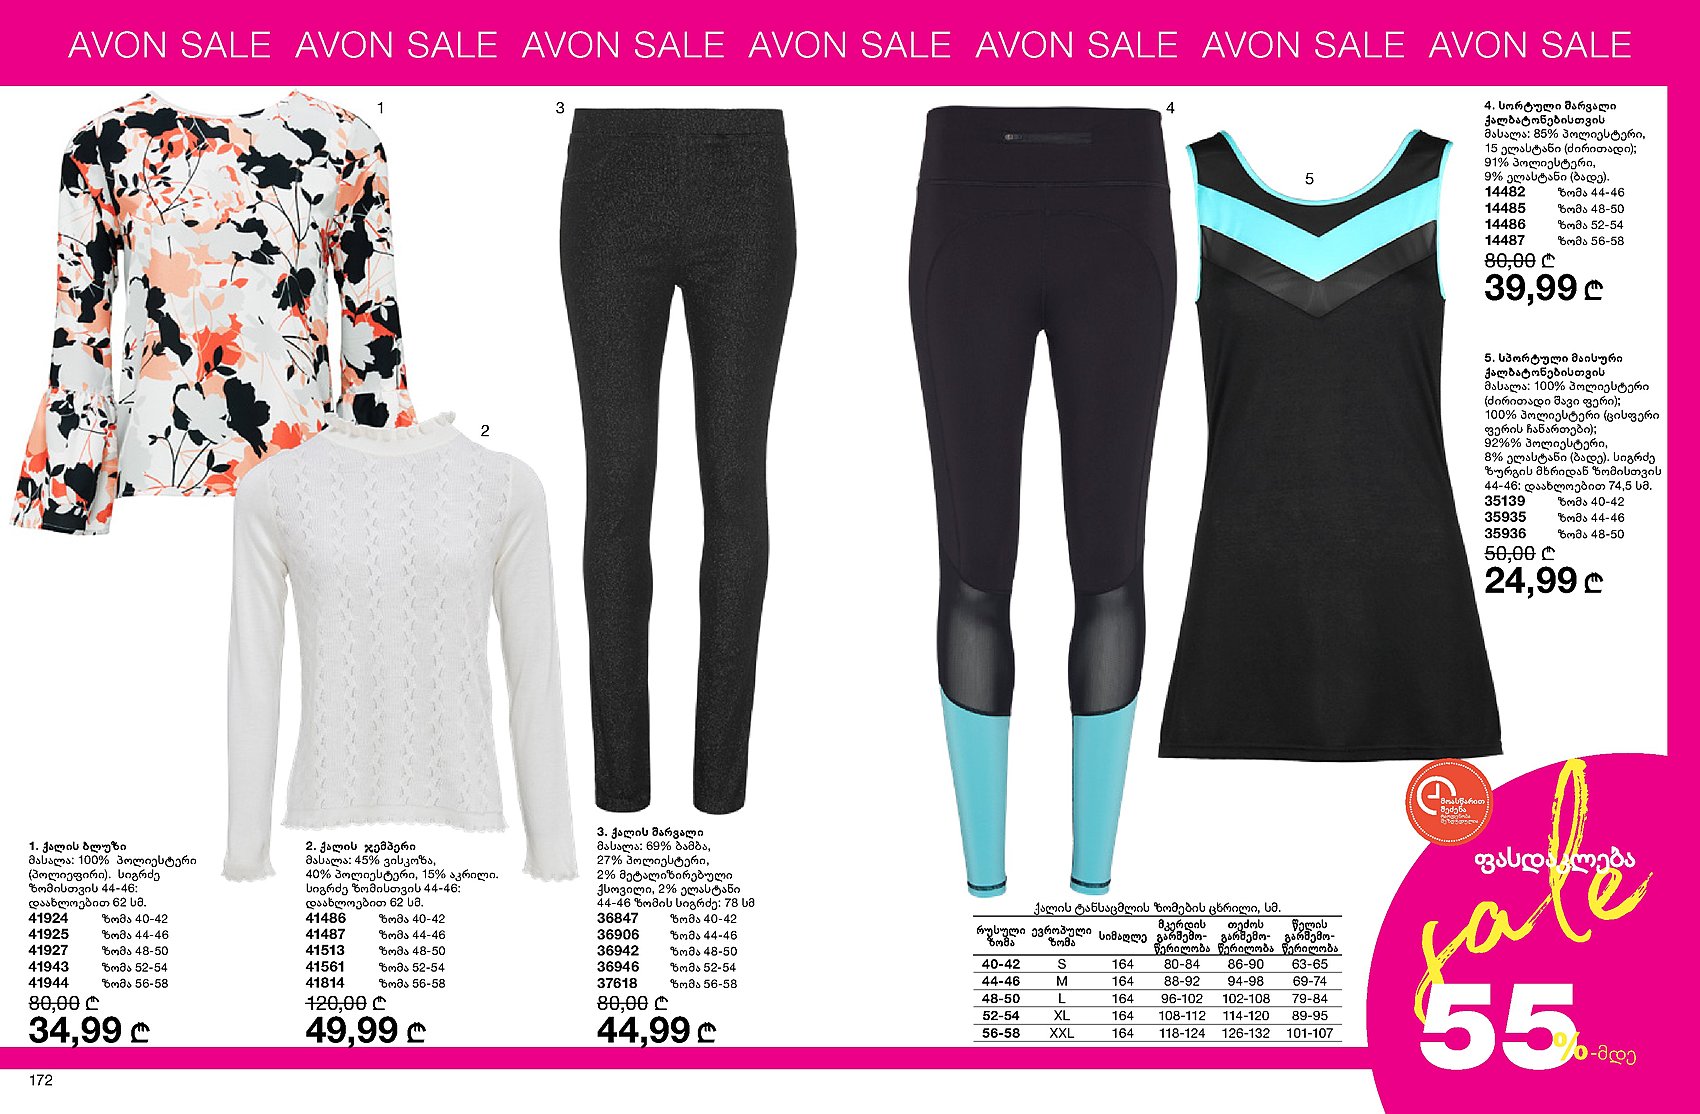 AVON SALE AVON SALE AVON SALE AVON SALE AVON SALE AVON SALE AVON SALE
1
2
3
4
5
1. ქალის ბლუზი
მასალა: 100% პოლიესტერი
(პოლიეფირი). სიგრძე
ზომისთვის 44-46:
დაახლოებით 62 სმ.
41924 ზომა 40-42
41925 ზომა 44-46
41927 ზომა 48-50
41943 ზომა 52-54
41944 ზომა 56-58
80,00 ₾
34,99 ₾
2. ქალის ჯემპერი
მასალა: 45% ვისკოზა,
40% პოლიესტერი, 15% აკრილი.
სიგრძე ზომისთვის 44-46:
დაახლოებით 62 სმ.
41486 ზომა 40-42
41487 ზომა 44-46
41513 ზომა 48-50
41561 ზომა 52-54
41814 ზომა 56-58
120,00 ₾
49,99 ₾
3. ქალის შარვალი
მასალა: 69% ბამბა,
27% პოლიესტერი,
2% მეტალიზირებული
ქსოვილი, 2% ელასტანი
44-46 ზომის სიგრძე: 78 სმ
36847 ზომა 40-42
36906 ზომა 44-46
36942 ზომა 48-50
36946 ზომა 52-54
37618 ზომა 56-58
80,00 ₾
44,99 ₾
4. სორტული შარვალი
ქალბატონებისთვის
მასალა: 85% პოლიესტერი,
15 ელასტანი (ძირითადი);
91% პოლიესტერი,
9% ელასტანი (ბადე).
14482 ზომა 44-46
14485 ზომა 48-50
14486 ზომა 52-54
14487 ზომა 56-58
80,00 ₾
39,99 ₾
5. სპორტული მაისური
ქალბატონებისთვის
მასალა: 100% პოლიესტერი
(ძირითადი შავი ფერი);
100% პოლიესტერი (ცისფერი
ფერის ჩანართები);
92%% პოლიესტერი,
8% ელასტანი (ბადე). სიგრძე
ზურგის მხრიდან ზომისთვის
44-46: დაახლოებით 74,5 სმ.
35139 ზომა 40-42
35935 ზომა 44-46
35936 ზომა 48-50
50,00 ₾
24,99 ₾
ქალის ტანსაცმლის ზომების ცხრილი, სმ.
რუსული ზომა ევროპული ზომა სიმაღლე მკერდის გარშემო-წერილობა თეძოს გარშემო-წერილობა წელის გარშემო-წერილობა
40-42 S 164 80-84 86-90 63-65
44-46 M 164 88-92 94-98 69-74
48-50 L 164 96-102 102-108 79-84
52-54 XL 164 108-112 114-120 89-95
56-58 XXL 164 118-124 126-132 101-107
მოასწარით
შეძენა
რაოდენობა
შეზღუდულია
ფასდაკლება
sale
55%-მდე
172